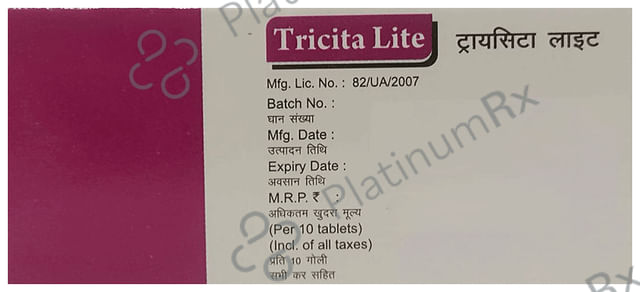 Tricita Lite ट्रायसिटा लाइट
Mfg. Lic. No. : 82/UA/2007
Batch No. :
घान संख्या
Mfg. Date :
उत्पादन तिथि
Expiry Date :
अवसान तिथि
M.R.P. ₹ :
अधिकतम खुदरा मूल्य
(Per 10 tablets)
(Incl. of all taxes)
प्रति 10 गोली
सभी कर सहित
PlatinumRx